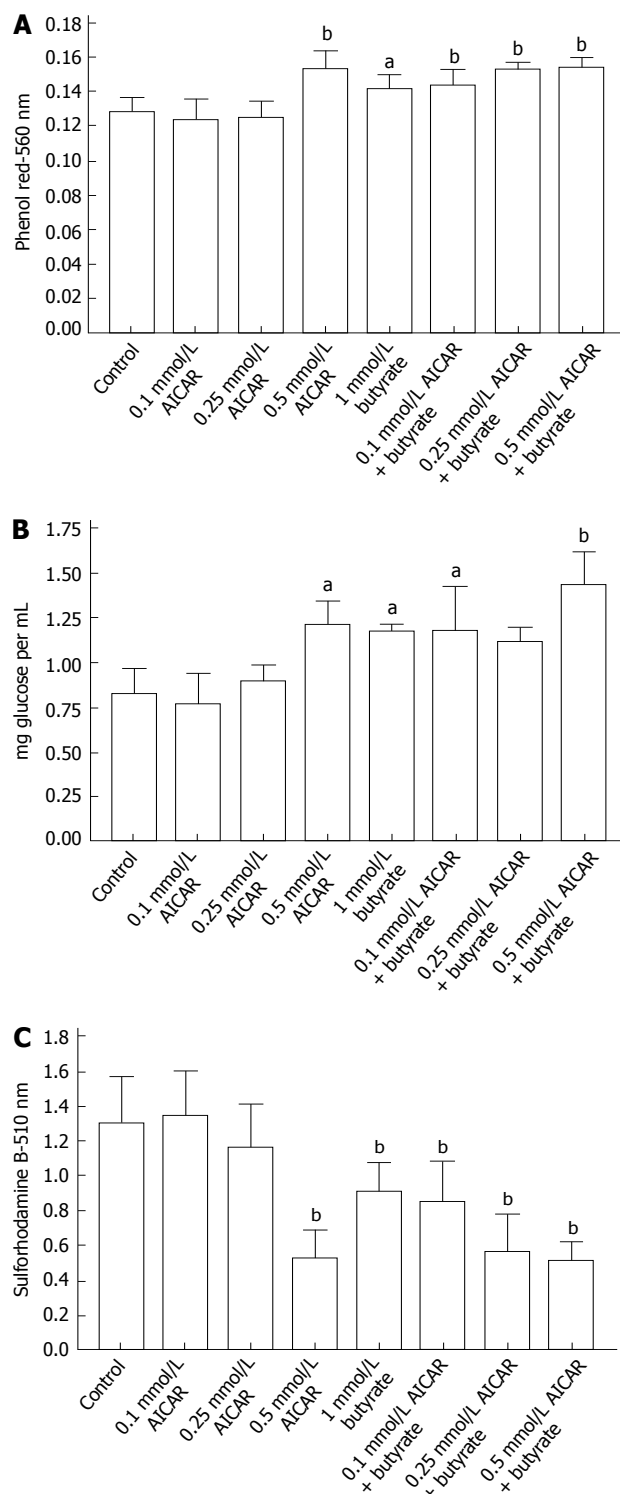 A
Phenol red-560 nm
0.18
0.16
0.14
0.12
0.10
0.08
0.06
0.04
0.02
0.00
b
a
b
b
b
Control
0.1 mmol/L
AICAR
0.25 mmol/L
AICAR
0.5 mmol/L
AICAR
1 mmol/L
butyrate
0.1 mmol/L AICAR
+ butyrate
0.25 mmol/L AICAR
+ butyrate
0.5 mmol/L AICAR
+ butyrate
B
mg glucose per mL
1.75
1.50
1.25
1.00
0.75
0.50
0.25
0.00
a
a
a
b
Control
0.1 mmol/L
AICAR
0.25 mmol/L
AICAR
0.5 mmol/L
AICAR
1 mmol/L
butyrate
0.1 mmol/L AICAR
+ butyrate
0.25 mmol/L AICAR
+ butyrate
0.5 mmol/L AICAR
+ butyrate
C
Sulforhodamine B-510 nm
1.8
1.6
1.4
1.2
1.0
0.8
0.6
0.4
0.2
0.0
b
b
b
b
b
Control
0.1 mmol/L
AICAR
0.25 mmol/L
AICAR
0.5 mmol/L
AICAR
1 mmol/L
butyrate
0.1 mmol/L AICAR
+ butyrate
0.25 mmol/L AICAR
+ butyrate
0.5 mmol/L AICAR
+ butyrate